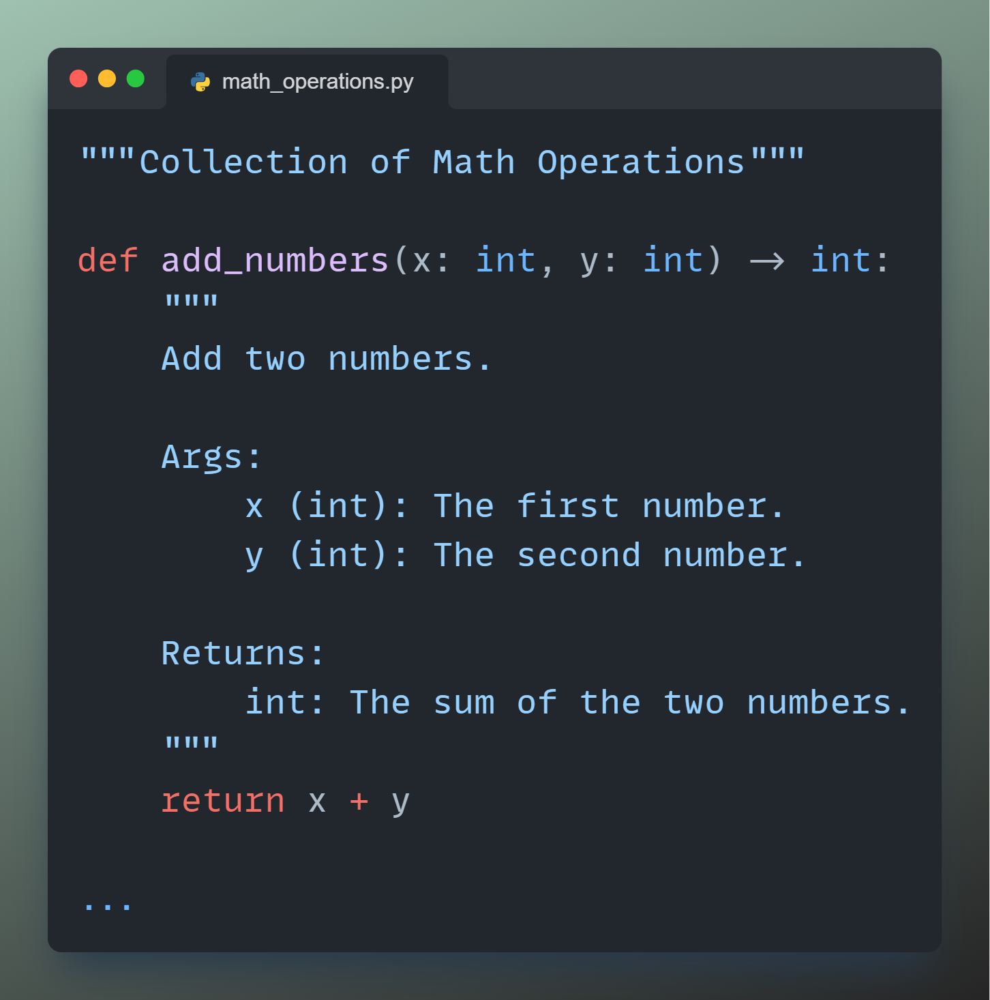 math_operations.py
"""Collection of Math Operations"""
def add_numbers(x: int, y: int) -> int:
    """
    Add two numbers.
    Args:
        x (int): The first number.
        y (int): The second number.
    Returns:
        int: The sum of the two numbers.
    """
    return x + y
...